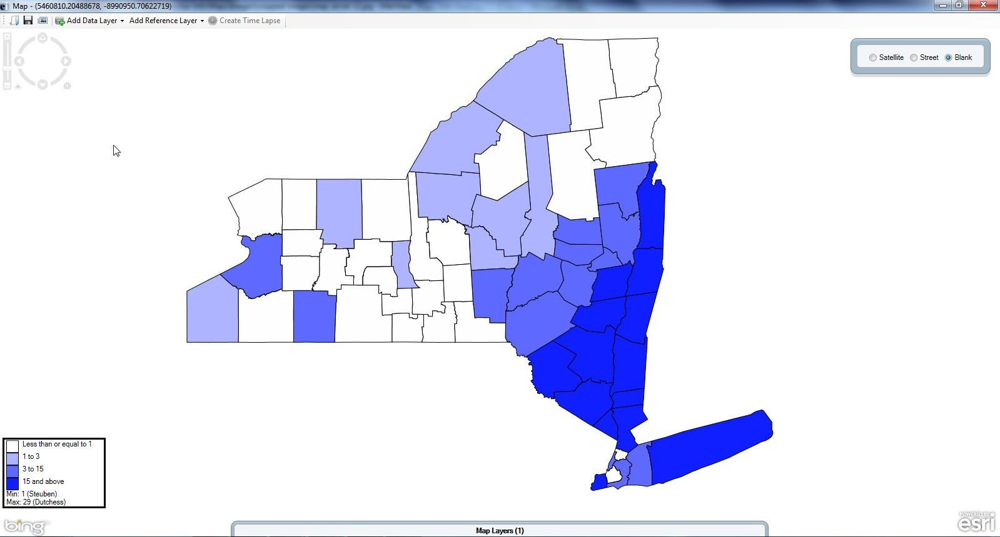 Map - (5460810.20488678, -8990950.70622719)
Add Data Layer Add Reference Layer Create Time Lapse
Satellite Street Blank
Less than or equal to 1
1 to 3
3 to 15
15 and above
Min: 1 (Steuben)
Max: 29 (Dutchess)
bing
Map Layers (1)
POWERED BY
esri